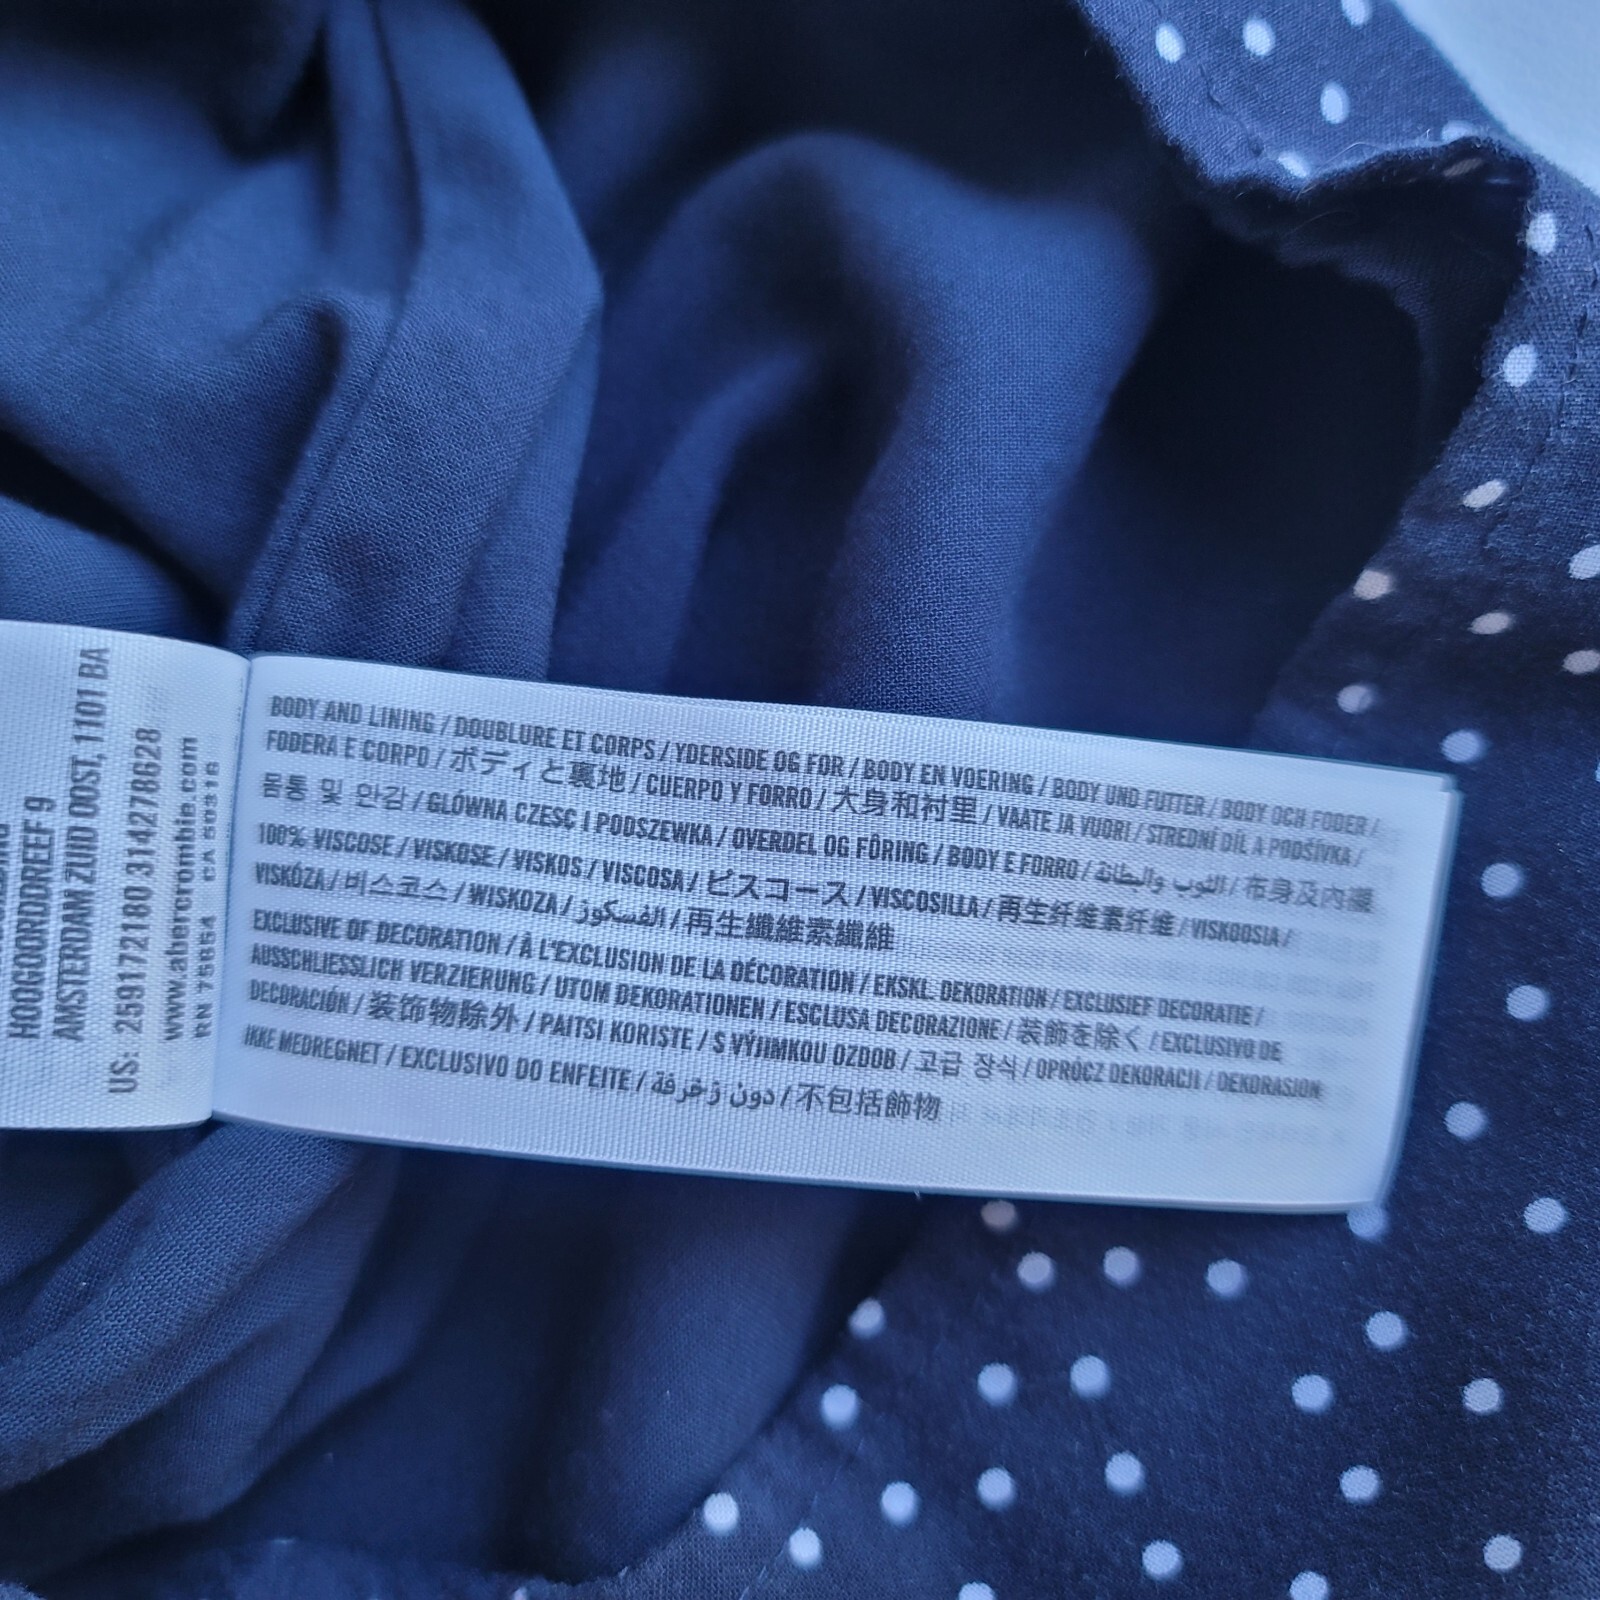 HOOGOORDDREEF 9
AMSTERDAM ZUID OOST, 1101 BA
US: 259172180 314278628
www.abercrombie.com
RN 75654 CA 50316
BODY AND LINING / DOUBLURE ET CORPS / YDERSIDE OG FOR / BODY EN VOERING / BODY UND FUTTER / BODY OCH FODER /
FODERA E CORPO / ボディと裏地 / CUERPO Y FORRO / 大身和衬里 / VAATE JA VUORI / STREDNÍ DÍL A PODŠÍVKA /
몸통 및 안감 / GLÓWNA CZESC I PODSZEWKA / OVERDEL OG FÔRING / BODY E FORRO / الثوب والبطانة / 布身及內襯
100% VISCOSE / VISKOSE / VISKOS / VISCOSA / ビスコース / VISCOSILLA / 再生纤维素纤维 / VISKOOSIA /
VISKÓZA / 비스코스 / WISKOZA / الفسكوز / 再生纖維素纖維
EXCLUSIVE OF DECORATION / À L'EXCLUSION DE LA DÉCORATION / EKSKL. DEKORATION / EXCLUSIEF DECORATIE /
AUSSCHLIESSLICH VERZIERUNG / UTOM DEKORATIONEN / ESCLUSA DECORAZIONE / 装飾を除く / EXCLUSIVO DE
DECORACIÓN / 装饰物除外 / PAITSI KORISTE / S VÝJIMKOU OZDOB / 고급 장식 / OPRÓCZ DEKORACJI / DEKORASJON
IKKE MEDREGNET / EXCLUSIVO DO ENFEITE / دون زخرفة / 不包括飾物